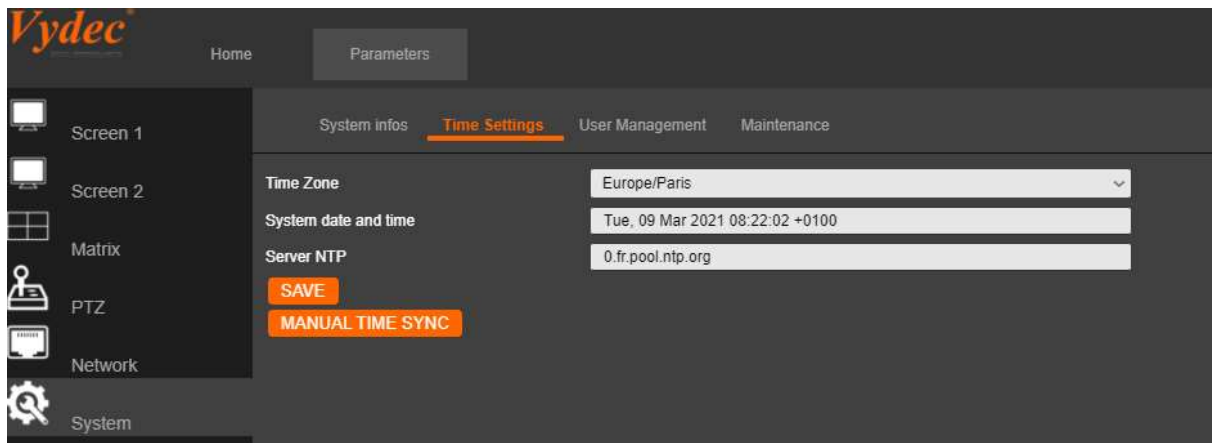 Vydec
Home
Parameters
Screen 1
Screen 2
Matrix
PTZ
Network
System
System infos
Time Settings
User Management
Maintenance
Time Zone
Europe/Paris
System date and time
Tue, 09 Mar 2021 08:22:02 +0100
Server NTP
0.fr.pool.ntp.org
SAVE
MANUAL TIME SYNC